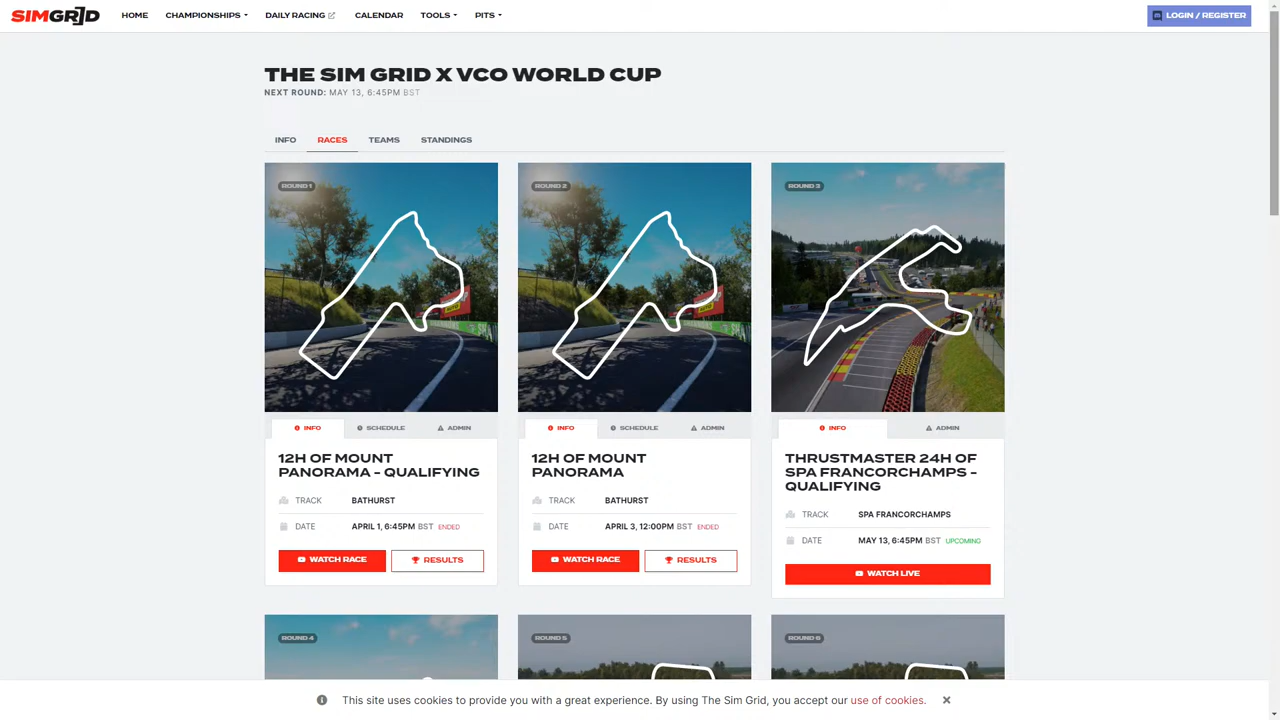 SIMGRID HOME CHAMPIONSHIPS DAILY RACING CALENDAR TOOLS PITS LOGIN / REGISTER
THE SIM GRID X VCO WORLD CUP
NEXT ROUND: MAY 13, 6:45PM BST
INFO RACES TEAMS STANDINGS
ROUND 1
INFO SCHEDULE ADMIN
12H OF MOUNT
PANORAMA - QUALIFYING
TRACK BATHURST
DATE APRIL 1, 6:45PM BST ENDED
WATCH RACE RESULTS
ROUND 2
INFO SCHEDULE ADMIN
12H OF MOUNT
PANORAMA
TRACK BATHURST
DATE APRIL 3, 12:00PM BST ENDED
WATCH RACE RESULTS
ROUND 3
INFO ADMIN
THRUSTMASTER 24H OF
SPA FRANCORCHAMPS -
QUALIFYING
TRACK SPA FRANCORCHAMPS
DATE MAY 13, 6:45PM BST UPCOMING
WATCH LIVE
ROUND 4
ROUND 5
ROUND 6
This site uses cookies to provide you with a great experience. By using The Sim Grid, you accept our use of cookies.